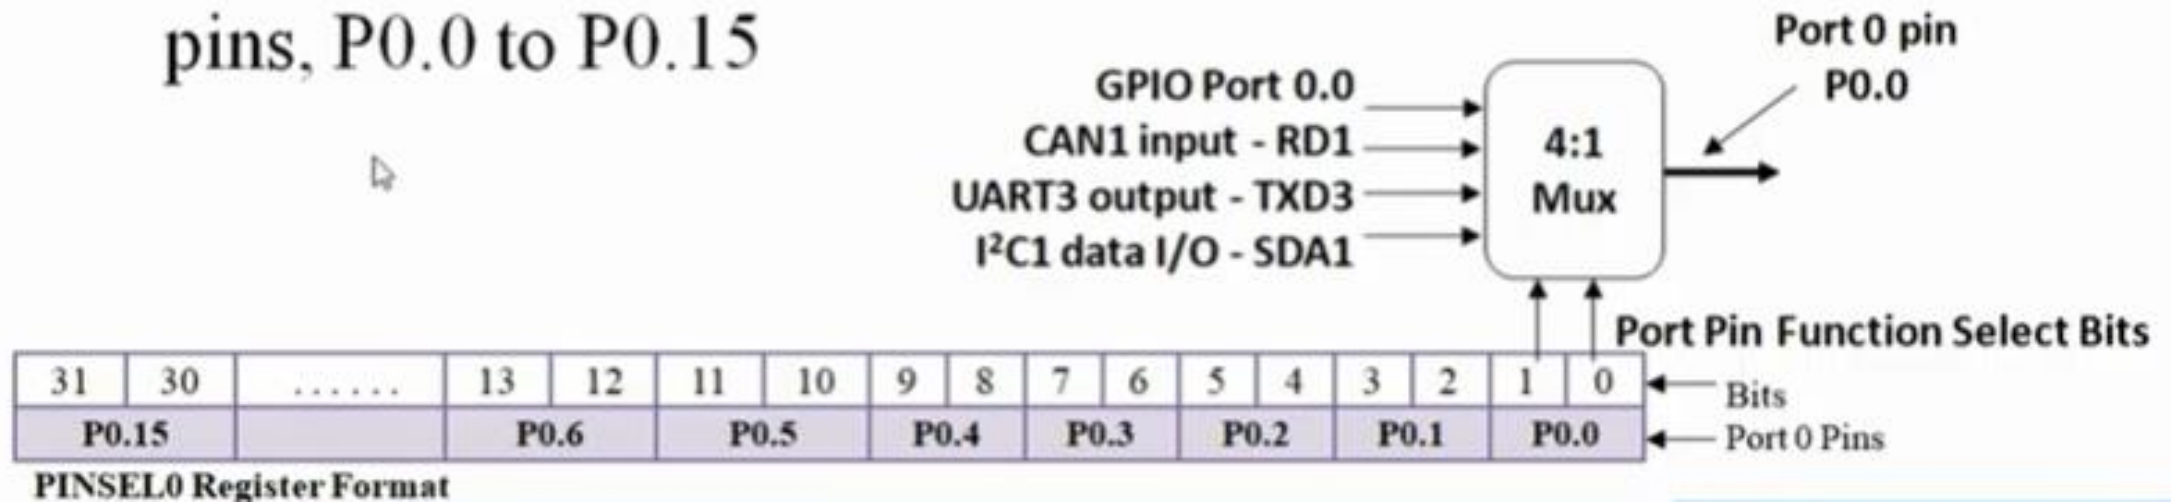 pins, P0.0 to P0.15
Port 0 pin
P0.0
GPIO Port 0.0
CAN1 input - RD1
UART3 output - TXD3
I²C1 data I/O - SDA1
4:1
Mux
Port Pin Function Select Bits
31 30 ...... 13 12 11 10 9 8 7 6 5 4 3 2 1 0 Bits
P0.15 P0.6 P0.5 P0.4 P0.3 P0.2 P0.1 P0.0 Port 0 Pins
PINSEL0 Register Format